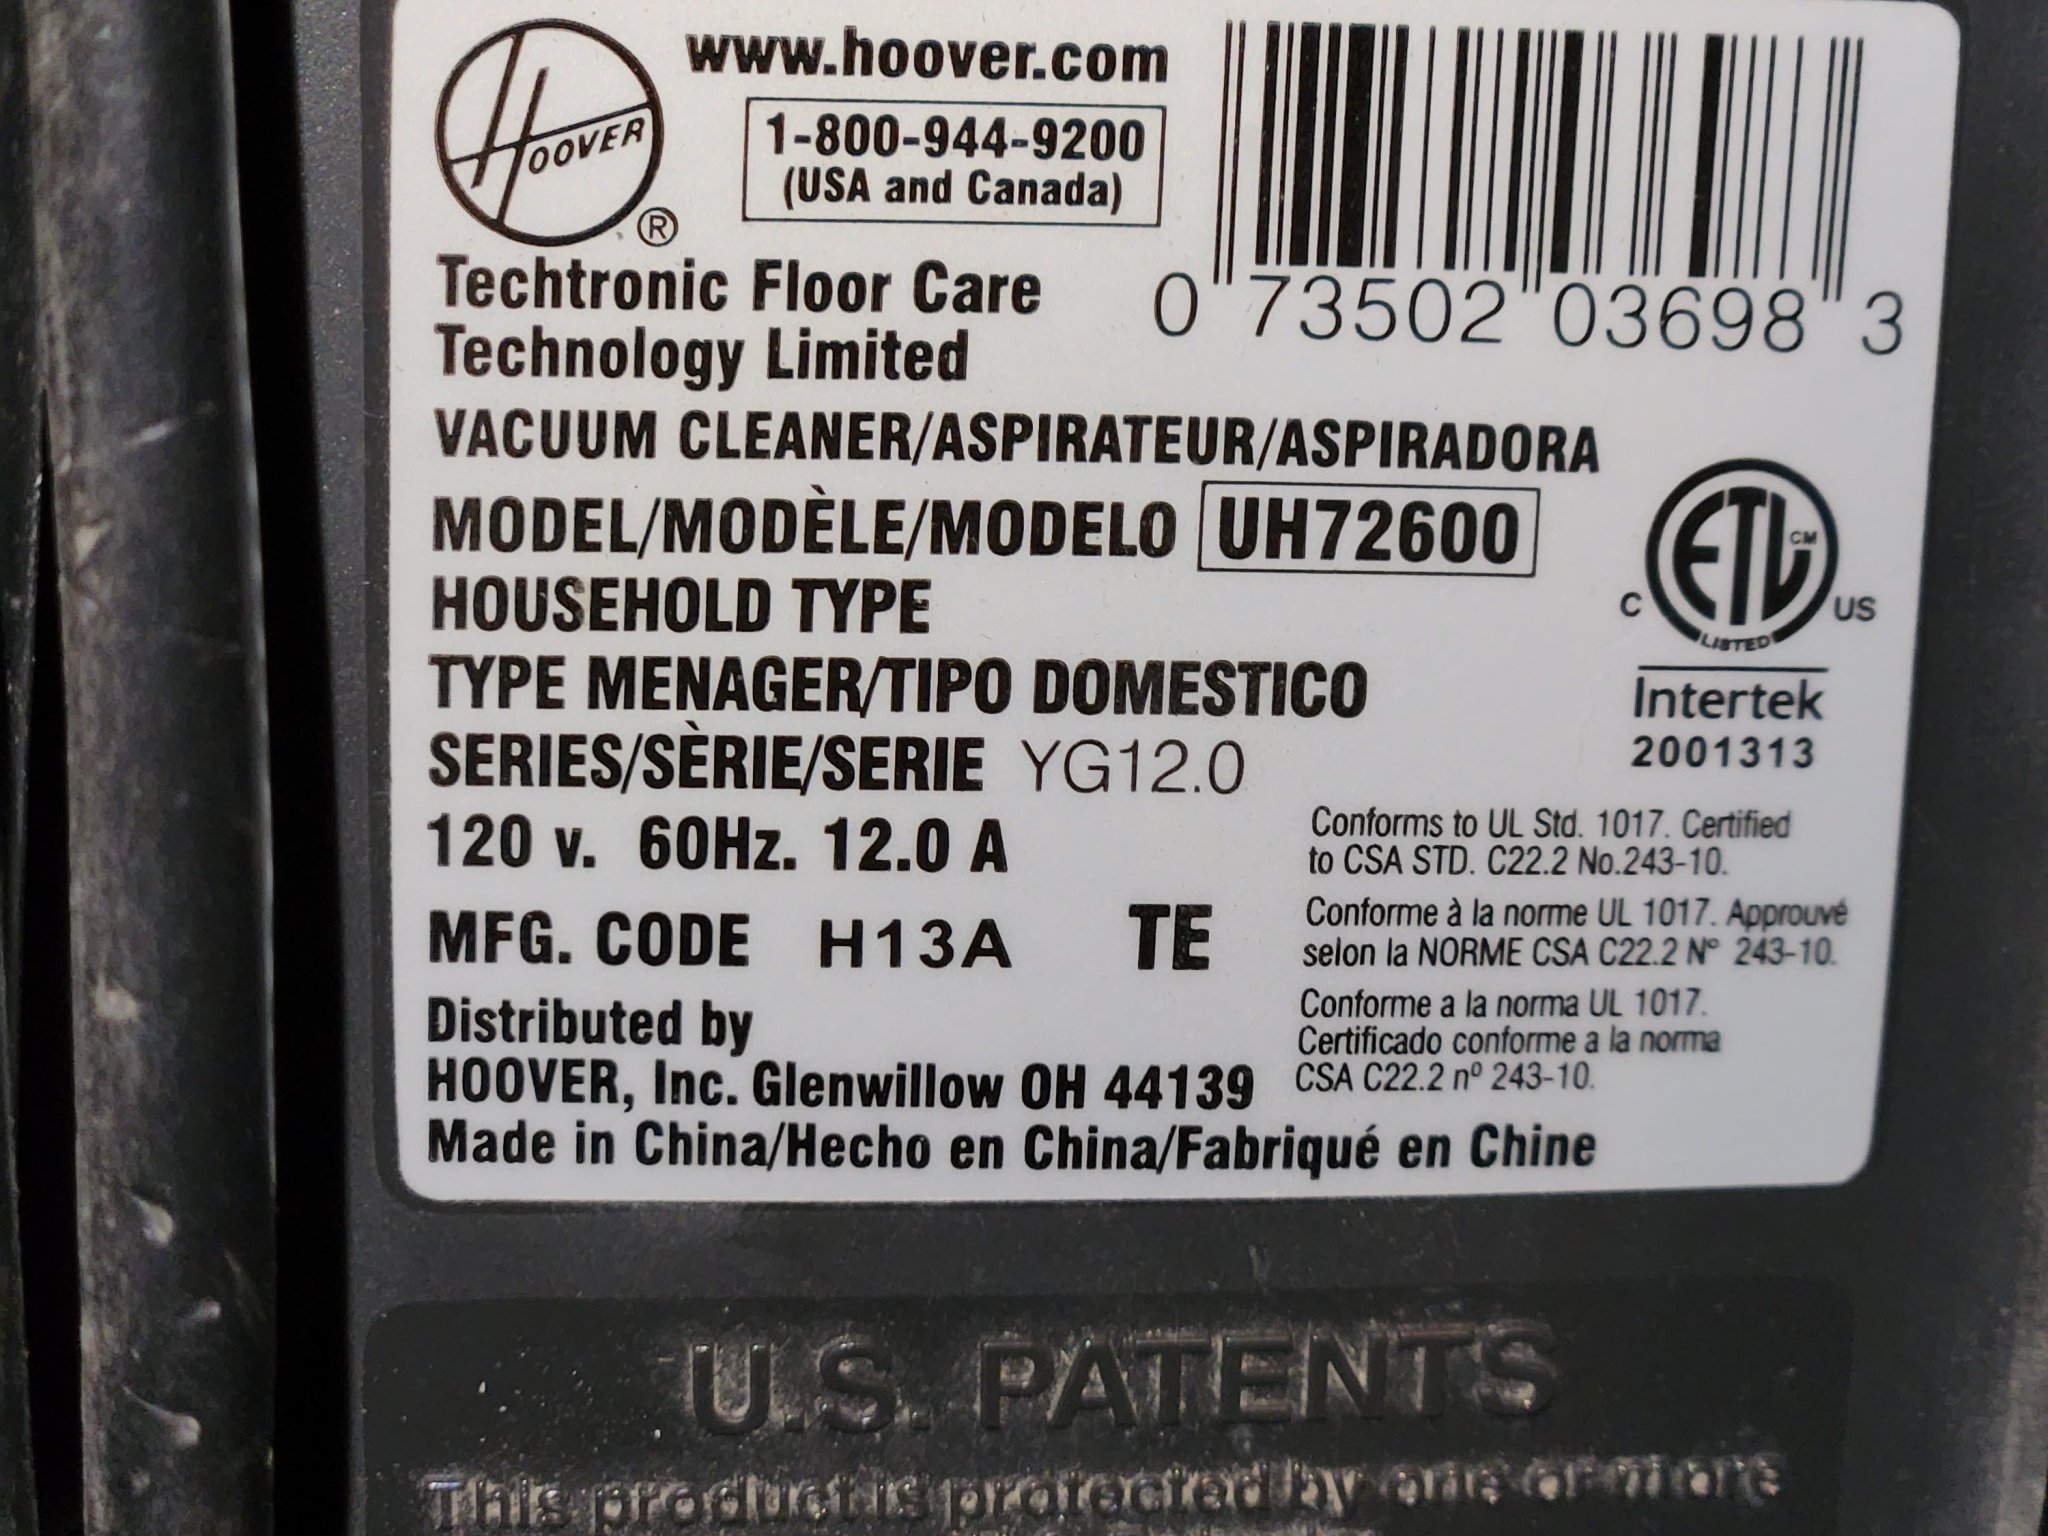 HOOVER ®
www.hoover.com
1-800-944-9200
(USA and Canada)
0 73502 03698 3
Techtronic Floor Care
Technology Limited
VACUUM CLEANER/ASPIRATEUR/ASPIRADORA
MODEL/MODÈLE/MODELO UH72600
HOUSEHOLD TYPE
TYPE MENAGER/TIPO DOMESTICO
SERIES/SÈRIE/SERIE YG12.0
120 v. 60Hz. 12.0 A
MFG. CODE H13A TE
Distributed by
HOOVER, Inc. Glenwillow OH 44139
Made in China/Hecho en China/Fabriqué en Chine
ETL CM
C US
LISTED
Intertek
2001313
Conforms to UL Std. 1017. Certified
to CSA STD. C22.2 No.243-10.
Conforme à la norme UL 1017. Approuvé
selon la NORME CSA C22.2 Nº 243-10.
Conforme a la norma UL 1017.
Certificado conforme a la norma
CSA C22.2 nº 243-10.
U.S. PATENTS
This product is protected by one or more